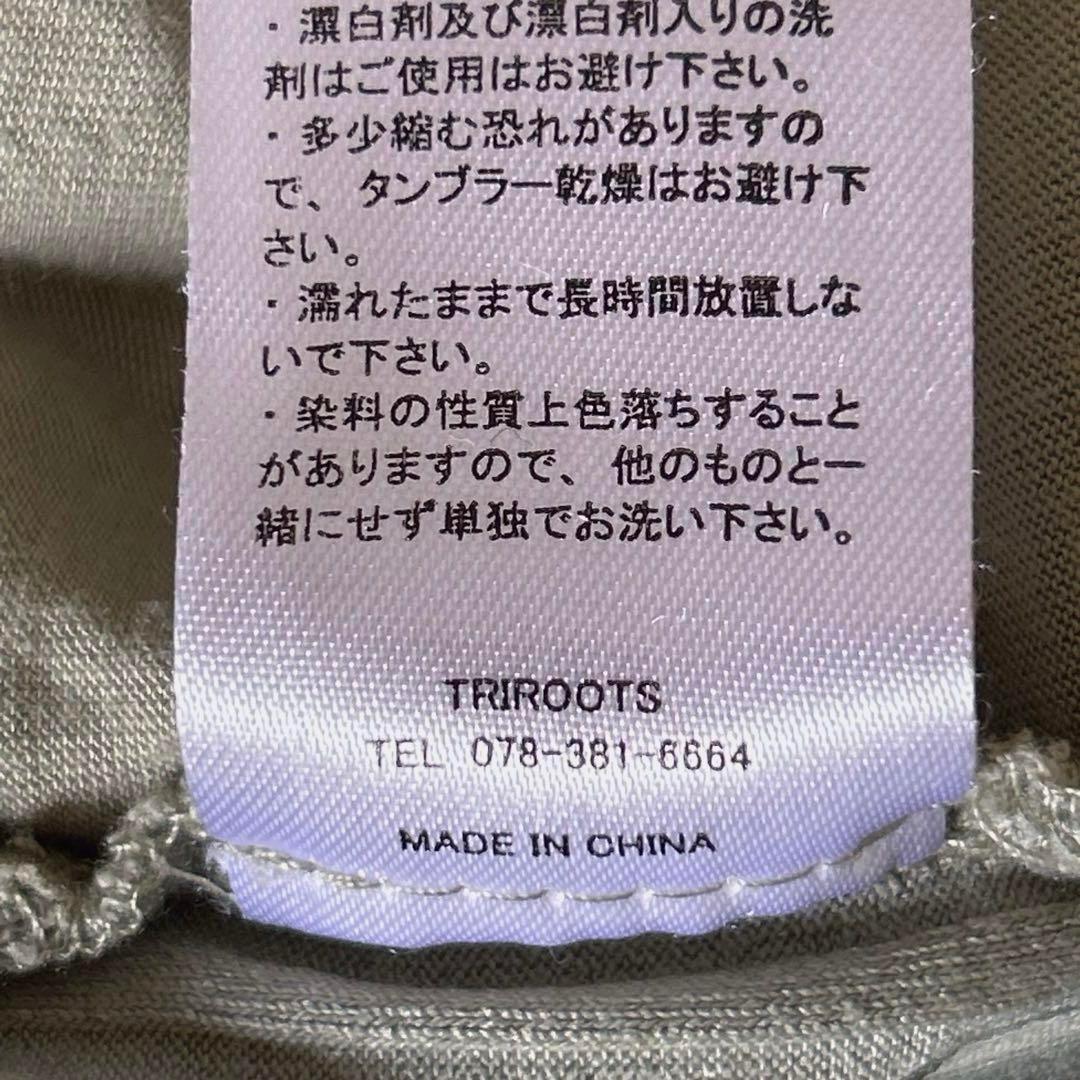 ・漂白剤及び漂白剤入りの洗
剤はご使用はお避け下さい。
・多少縮む恐れがありますの
で、タンブラー乾燥はお避け下
さい。
・濡れたままで長時間放置しな
いで下さい。
・染料の性質上色落ちすること
がありますので、他のものと一
緒にせず単独でお洗い下さい。
TRIROOTS
TEL 078-381-6664
MADE IN CHINA